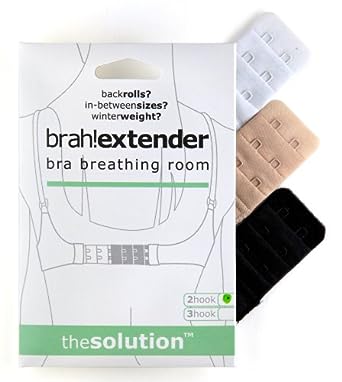 backrolls?
in-betweensizes?
winterweight?
brah!extender
bra breathing room
2hook
3hook
thesolution™